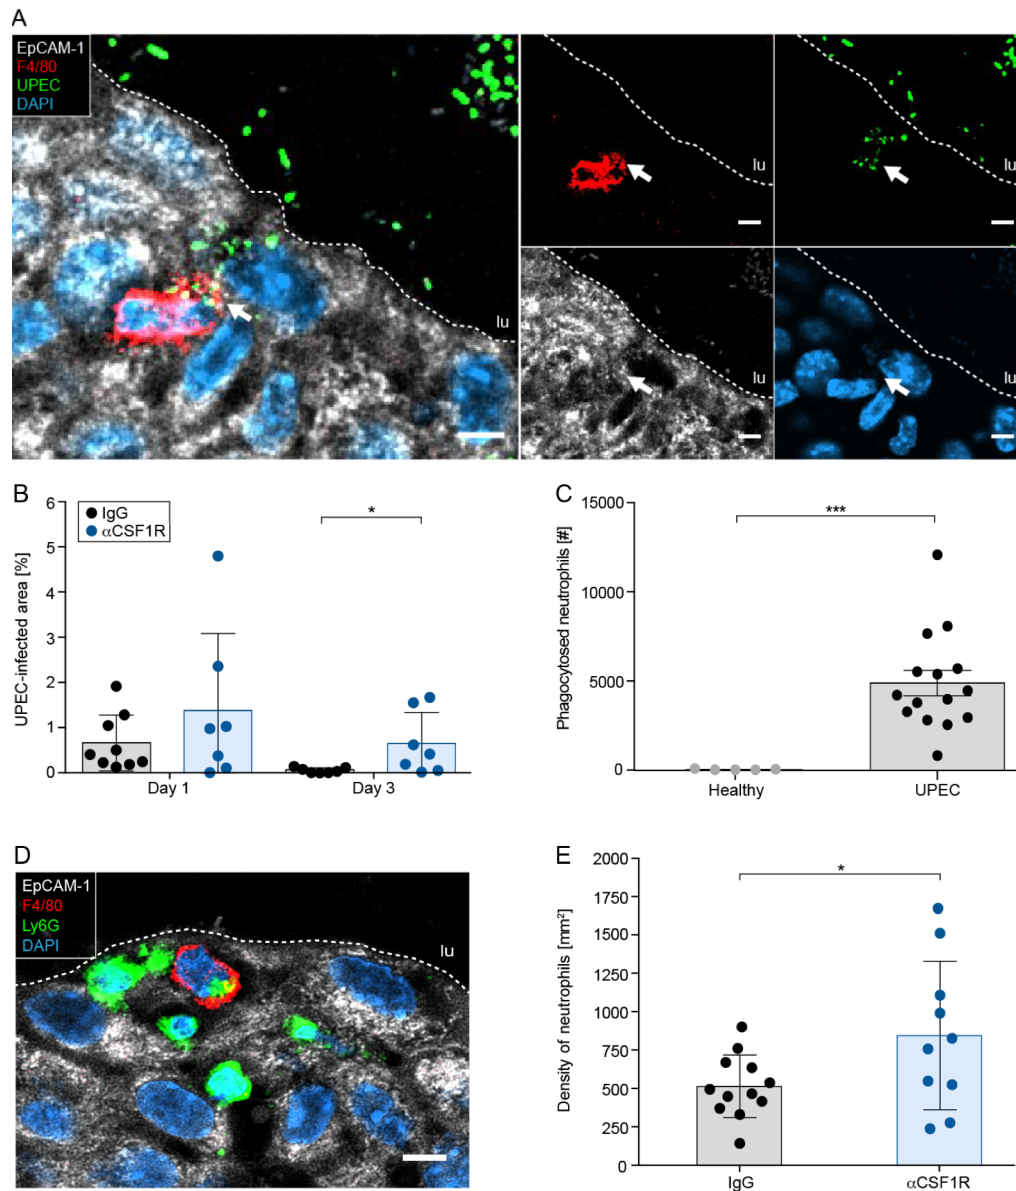 A
EpCAM-1
F4/80
UPEC
DAPI
lu
lu
lu
lu
lu
B
IgG
αCSF1R
*
UPEC-infected area [%]
6
5
4
3
2
1
0
Day 1
Day 3
C
***
Phagocytosed neutrophils [#]
15000
10000
5000
0
Healthy
UPEC
D
EpCAM-1
F4/80
Ly6G
DAPI
lu
E
*
Density of neutrophils [mm²]
2000
1750
1500
1250
1000
750
500
250
0
IgG
αCSF1R